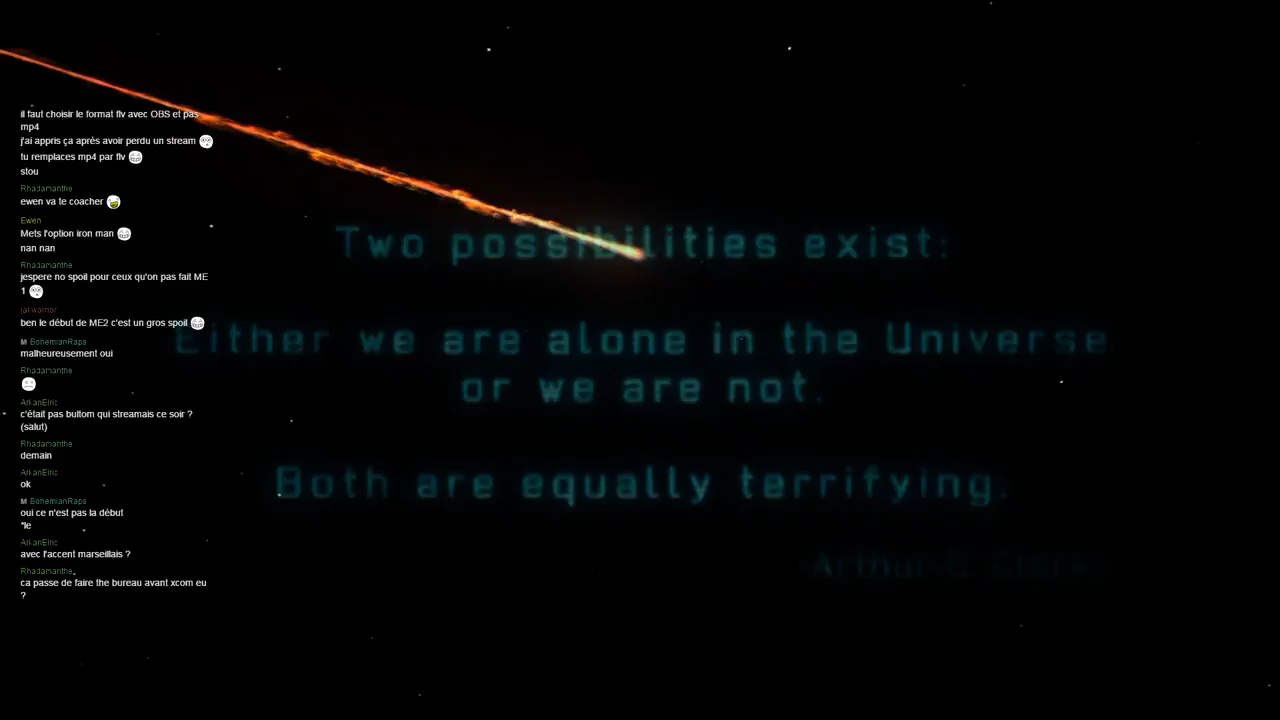 il faut choisir le format flv avec OBS et pas
mp4
j'ai appris ça après avoir perdu un stream
tu remplaces mp4 par flv
stou
Rhadamanthe
ewen va te coacher
Ewen
Mets l'option iron man
nan nan
Rhadamanthe
jespere no spoil pour ceux qu'on pas fait ME
1
ben le début de ME2 c'est un gros spoil
M BohemianRaps
malheureusement oui
Rhadamanthe
ArkanElric
c'était pas bultom qui streamais ce soir ?
(salut)
Rhadamanthe
demain
ArkanElric
ok
M BohemianRaps
oui ce n'est pas la début
*le
ArkanElric
avec l'accent marseillais ?
Rhadamanthe
ca passe de faire the bureau avant xcom eu
?
Two possibilities exist:
Either we are alone in the Universe
or we are not.
Both are equally terrifying.
-Arthur C. Clarke